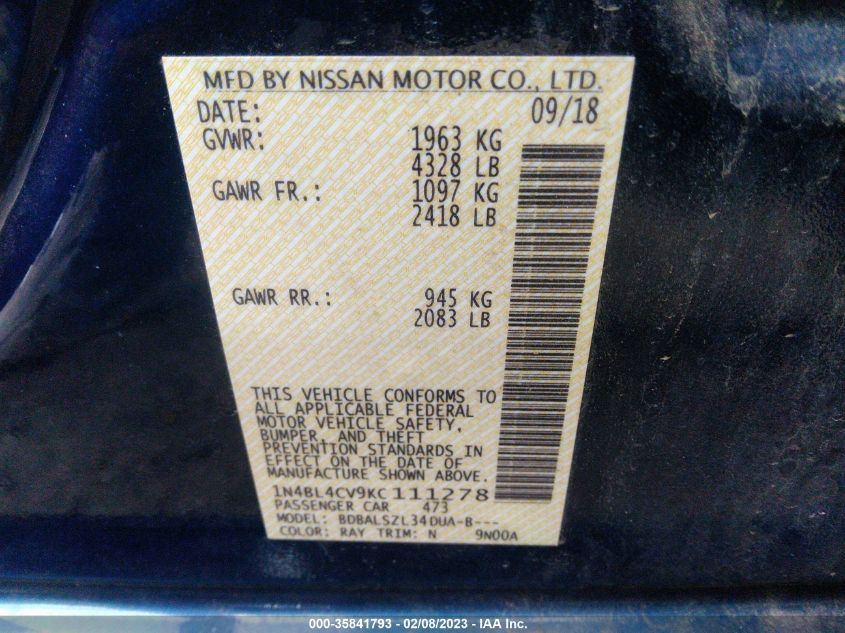 MFD BY NISSAN MOTOR CO., LTD.
DATE: 09/18
GVWR: 1963 KG
4328 LB
GAWR FR.: 1097 KG
2418 LB
GAWR RR.: 945 KG
2083 LB
THIS VEHICLE CONFORMS TO
ALL APPLICABLE FEDERAL
MOTOR VEHICLE SAFETY,
BUMPER, AND THEFT
PREVENTION STANDARDS IN
EFFECT ON THE DATE OF
MANUFACTURE SHOWN ABOVE.
1N4BL4CV9KC111278
PASSENGER CAR 473
MODEL: BDBALSZL34DUA-B---
COLOR: RAY TRIM: N 9N00A
000-35841793 - 02/08/2023 - IAA Inc.